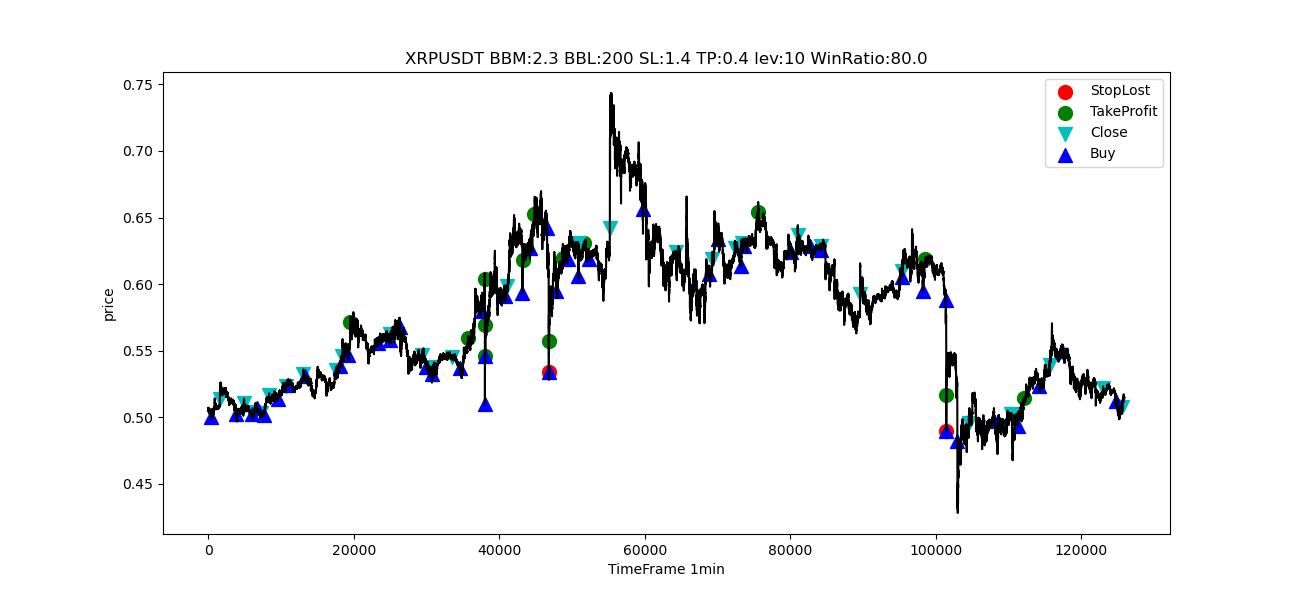 XRPUSDT BBM:2.3 BBL:200 SL:1.4 TP:0.4 lev:10 WinRatio:80.0
StopLost
TakeProfit
Close
Buy
price
0.75
0.70
0.65
0.60
0.55
0.50
0.45
0
20000
40000
60000
80000
100000
120000
TimeFrame 1min